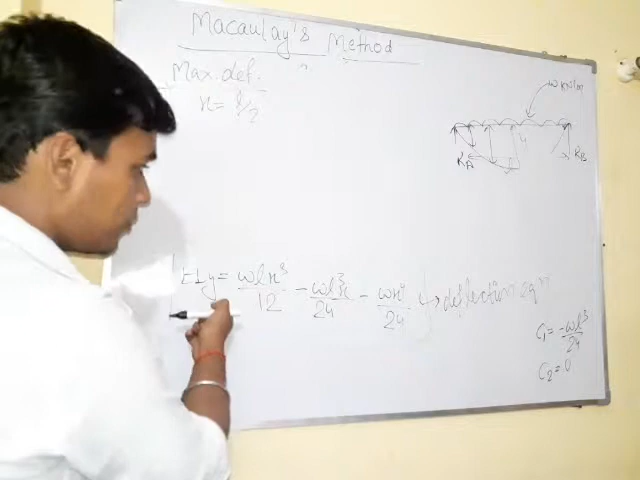 Macaulay's Method
Max. def.
x = l/2
w kN/m
RA RB
EIy = wlx³/12 - wl³x/24 - wx⁴/24 } → deflection eqn
C₁ = -wl³/24
C₂ = 0